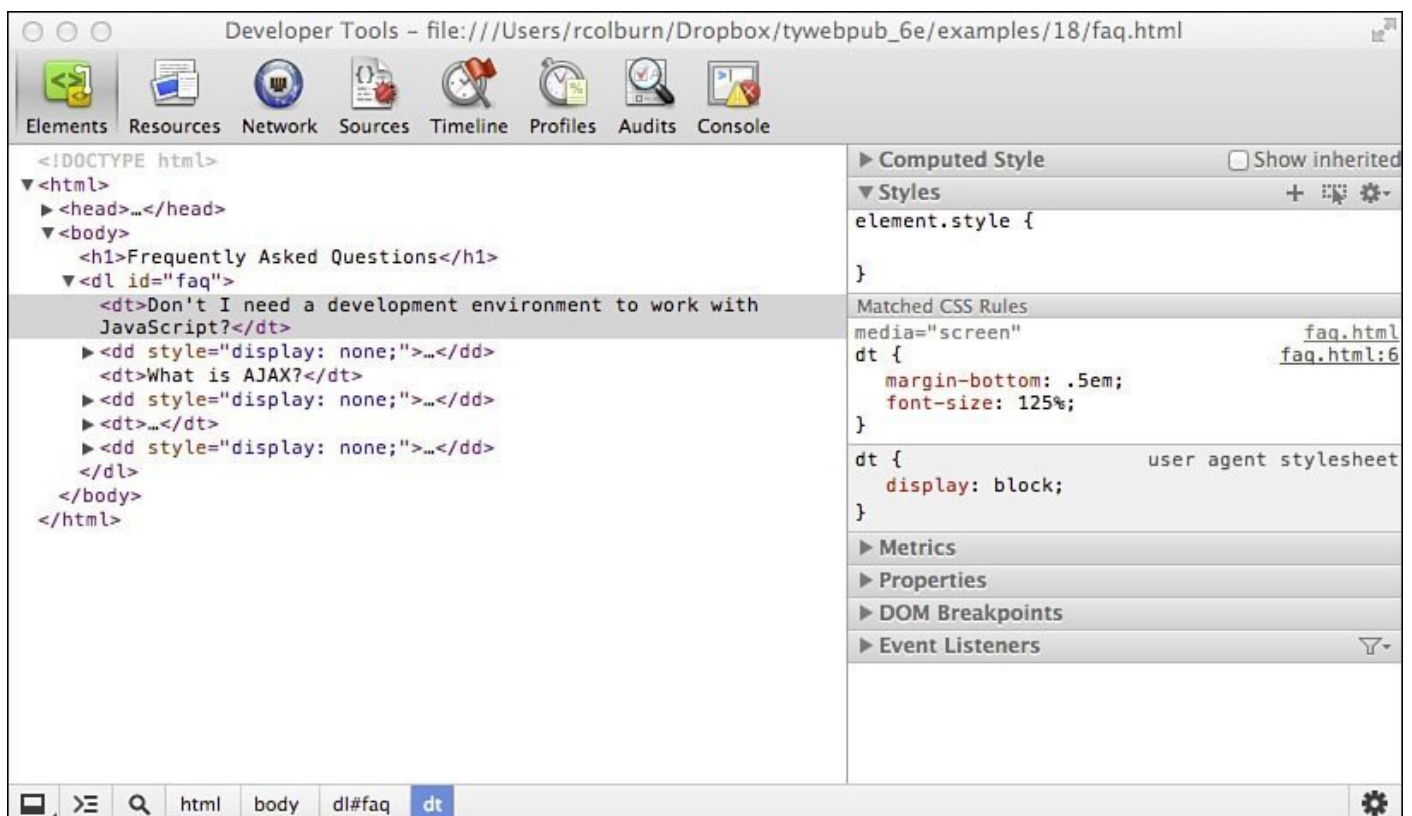 Developer Tools – file:///Users/rcolburn/Dropbox/tywebpub_6e/examples/18/faq.html
Elements Resources Network Sources Timeline Profiles Audits Console
<!DOCTYPE html>
▼<html>
▶<head>…</head>
▼<body>
<h1>Frequently Asked Questions</h1>
▼<dl id="faq">
<dt>Don't I need a development environment to work with
JavaScript?</dt>
▶<dd style="display: none;">…</dd>
<dt>What is AJAX?</dt>
▶<dd style="display: none;">…</dd>
▶<dt>…</dt>
▶<dd style="display: none;">…</dd>
</dl>
</body>
</html>
▶ Computed Style Show inherited
▼ Styles
element.style {
}
Matched CSS Rules
media="screen" faq.html
dt { faq.html:6
margin-bottom: .5em;
font-size: 125%;
}
dt { user agent stylesheet
display: block;
}
▶ Metrics
▶ Properties
▶ DOM Breakpoints
▶ Event Listeners
html body dl#faq dt